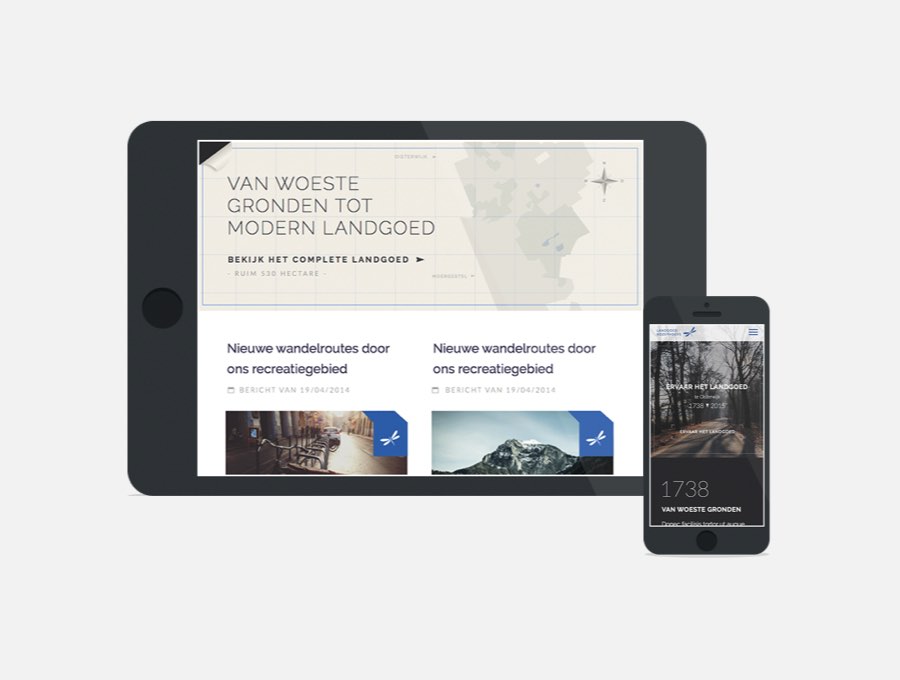 OISTERWIJK
VAN WOESTE
GRONDEN TOT
MODERN LANDGOED
BEKIJK HET COMPLETE LANDGOED
- RUIM 530 HECTARE -
MOERGESTEL
Nieuwe wandelroutes door
ons recreatiegebied
BERICHT VAN 19/04/2014
Nieuwe wandelroutes door
ons recreatiegebied
BERICHT VAN 19/04/2014
ERVAAR HET LANDGOED
in Oisterwijk
1738 2015
ERVAAR HET LANDGOED
1738
VAN WOESTE GRONDEN
Donec facilisis tortor ut augue